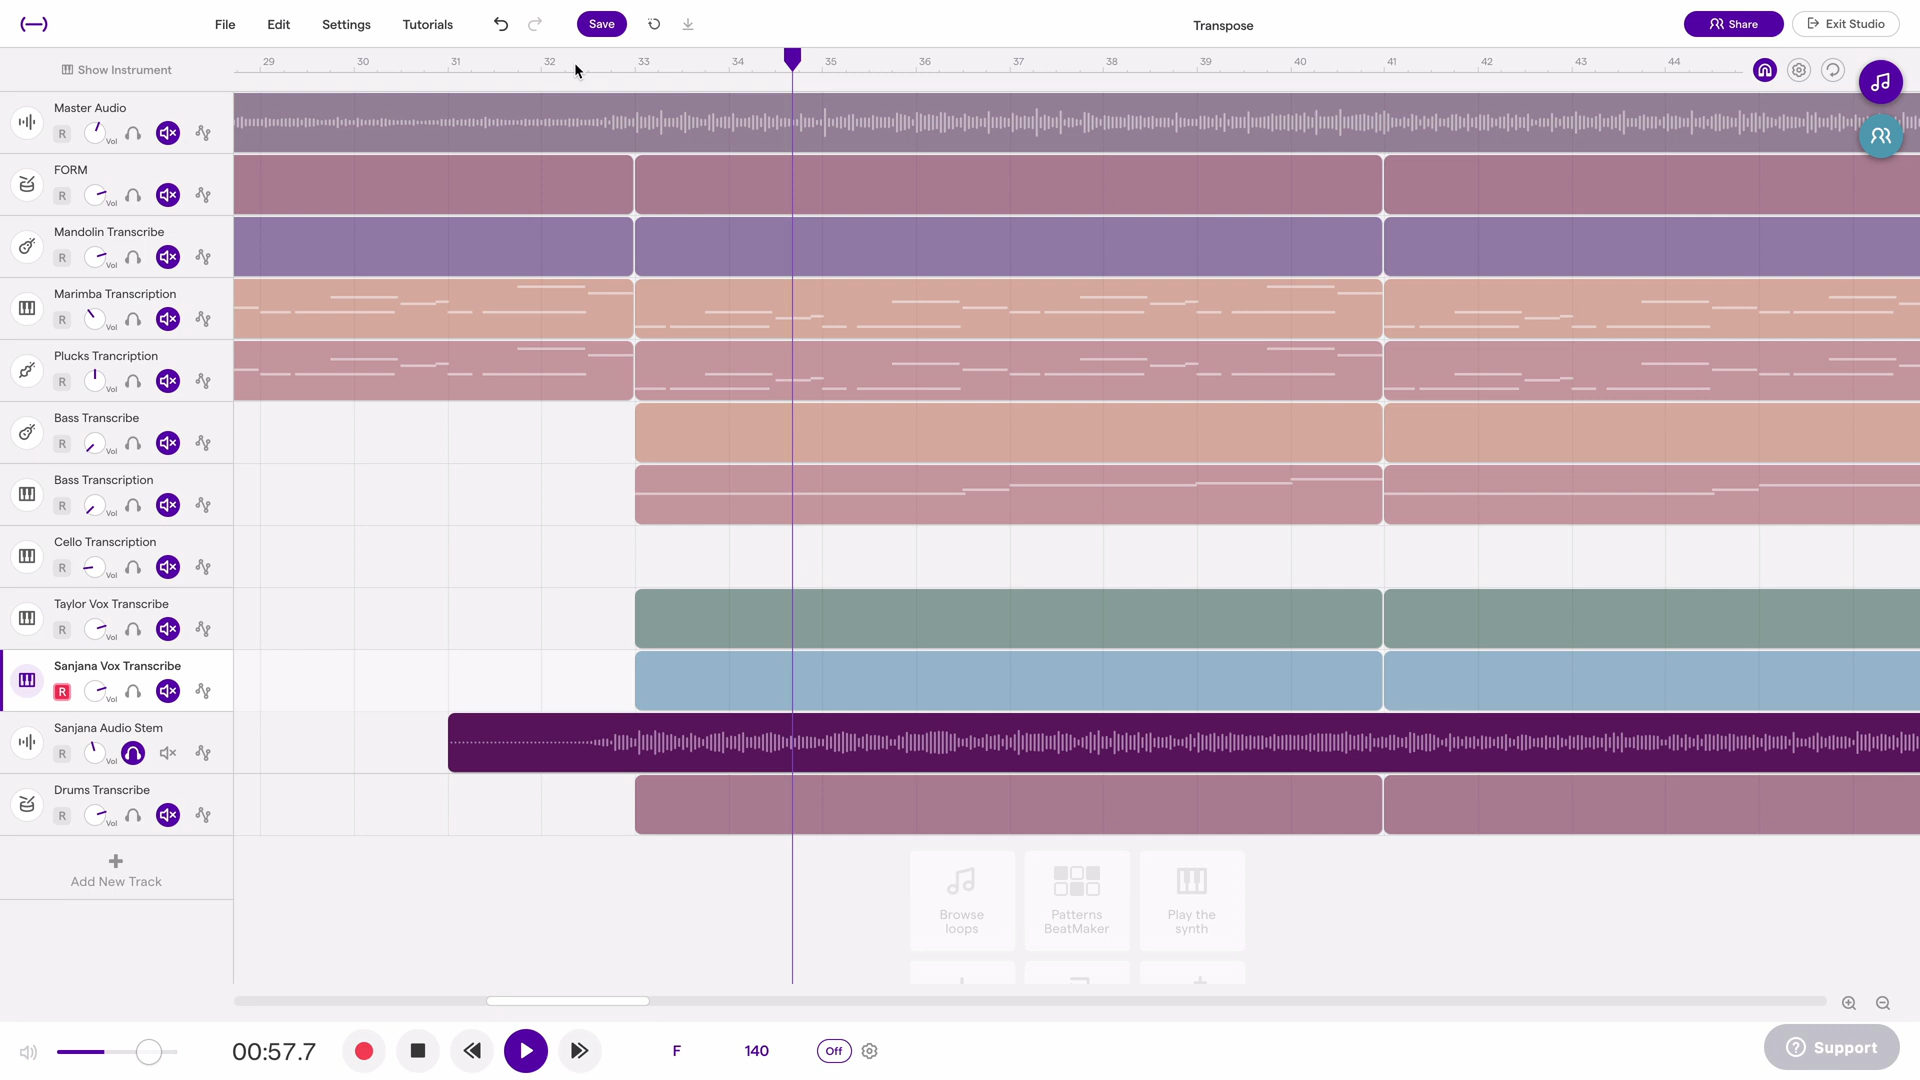 File Edit Settings Tutorials Save Transpose Share Exit Studio
Show Instrument 29 30 31 32 33 34 35 36 37 38 39 40 41 42 43 44
Master Audio
R Vol
FORM
R Vol
Mandolin Transcribe
R Vol
Marimba Transcription
R Vol
Plucks Trancription
R Vol
Bass Transcribe
R Vol
Bass Transcription
R Vol
Cello Transcription
R Vol
Taylor Vox Transcribe
R Vol
Sanjana Vox Transcribe
R Vol
Sanjana Audio Stem
R Vol
Drums Transcribe
R Vol
Add New Track
Browse
loops
Patterns
BeatMaker
Play the
synth
00:57.7 F 140 Off
Support